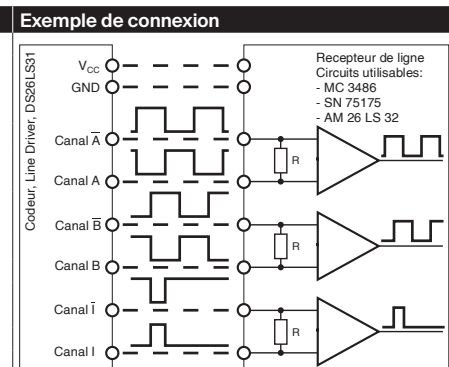 Exemple de connexion
Codeur, Line Driver, DS26LS31
V_CC
GND
Canal A̅
Canal A
Canal B̅
Canal B
Canal I̅
Canal I
Recepteur de ligne
Circuits utilisables:
- MC 3486
- SN 75175
- AM 26 LS 32
R
R
R